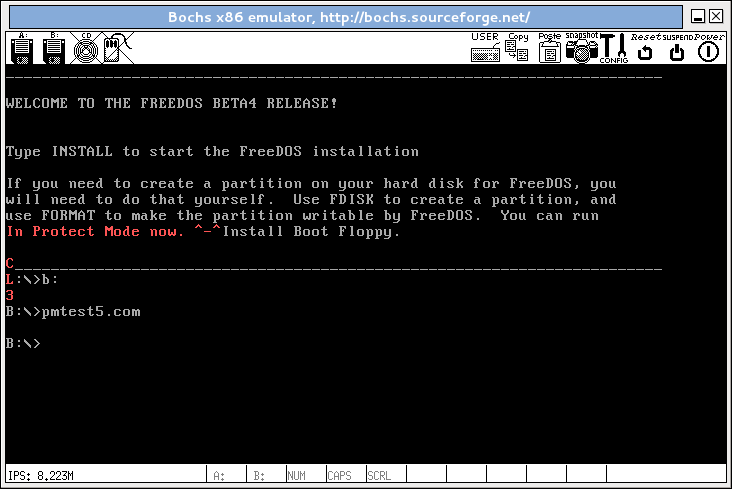 Bochs x86 emulator, http://bochs.sourceforge.net/
A: B: CD USER Copy Paste Snapshot CONFIG Reset SUSPEND Power
WELCOME TO THE FREEDOS BETA4 RELEASE!
Type INSTALL to start the FreeDOS installation
If you need to create a partition on your hard disk for FreeDOS, you
will need to do that yourself.  Use FDISK to create a partition, and
use FORMAT to make the partition writable by FreeDOS.  You can run
In Protect Mode now. ^-^Install Boot Floppy.
C
L:\>b:
3
B:\>pmtest5.com
B:\>
IPS: 8.223M A: B: NUM CAPS SCRL